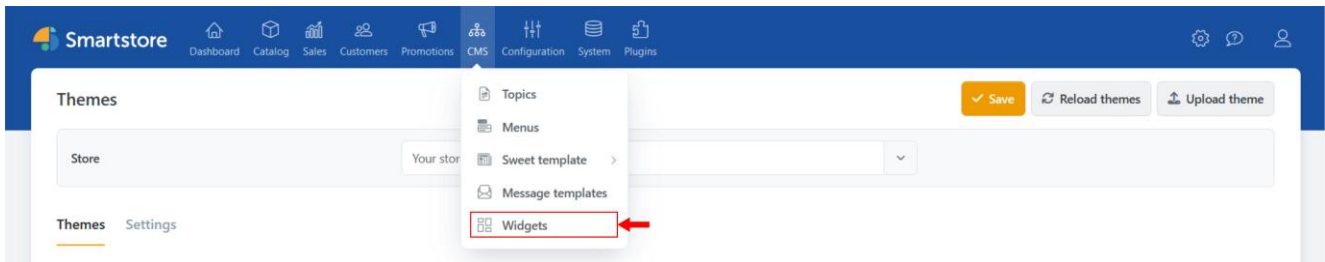 Smartstore
Dashboard Catalog Sales Customers Promotions CMS Configuration System Plugins
Themes
Save Reload themes Upload theme
Store
Your stor
Topics
Menus
Sweet template
Message templates
Widgets
Themes Settings